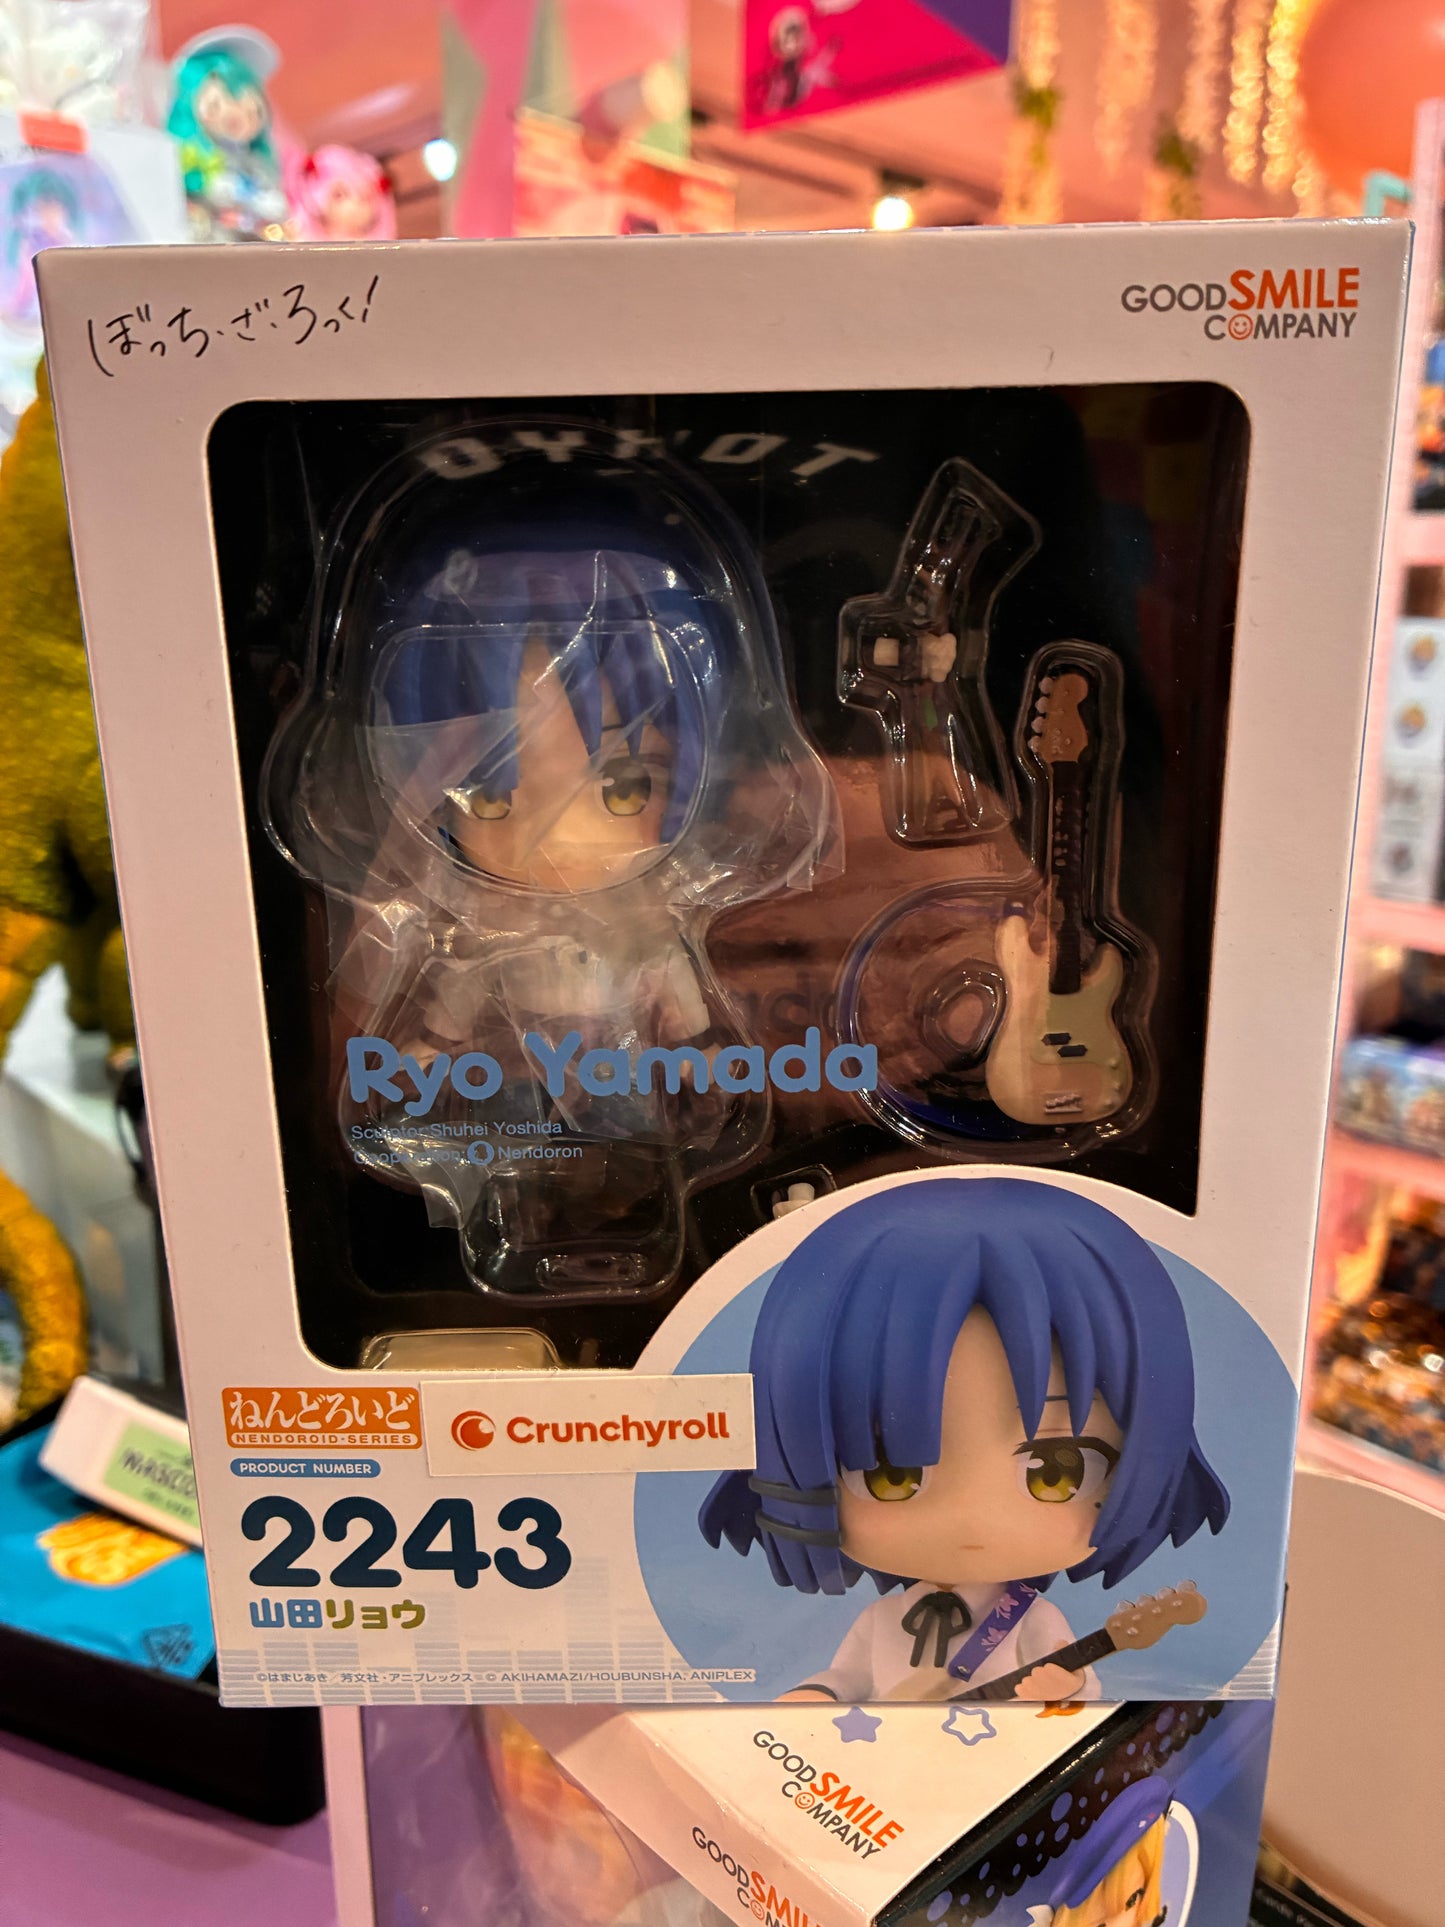 ぼっち・ざ・ろっく!
GOOD SMILE
COMPANY
Ryo Yamada
Sculptor:Shuhei Yoshida
Cooperation: Nendoron
ねんどろいど
NENDOROID・SERIES
Crunchyroll
PRODUCT NUMBER
2243
山田リョウ
©はまじあき/芳文社・アニプレックス © AKIHAMAZI/HOUBUNSHA, ANIPLEX
GOOD SMILE
COMPANY
GOOD SMILE